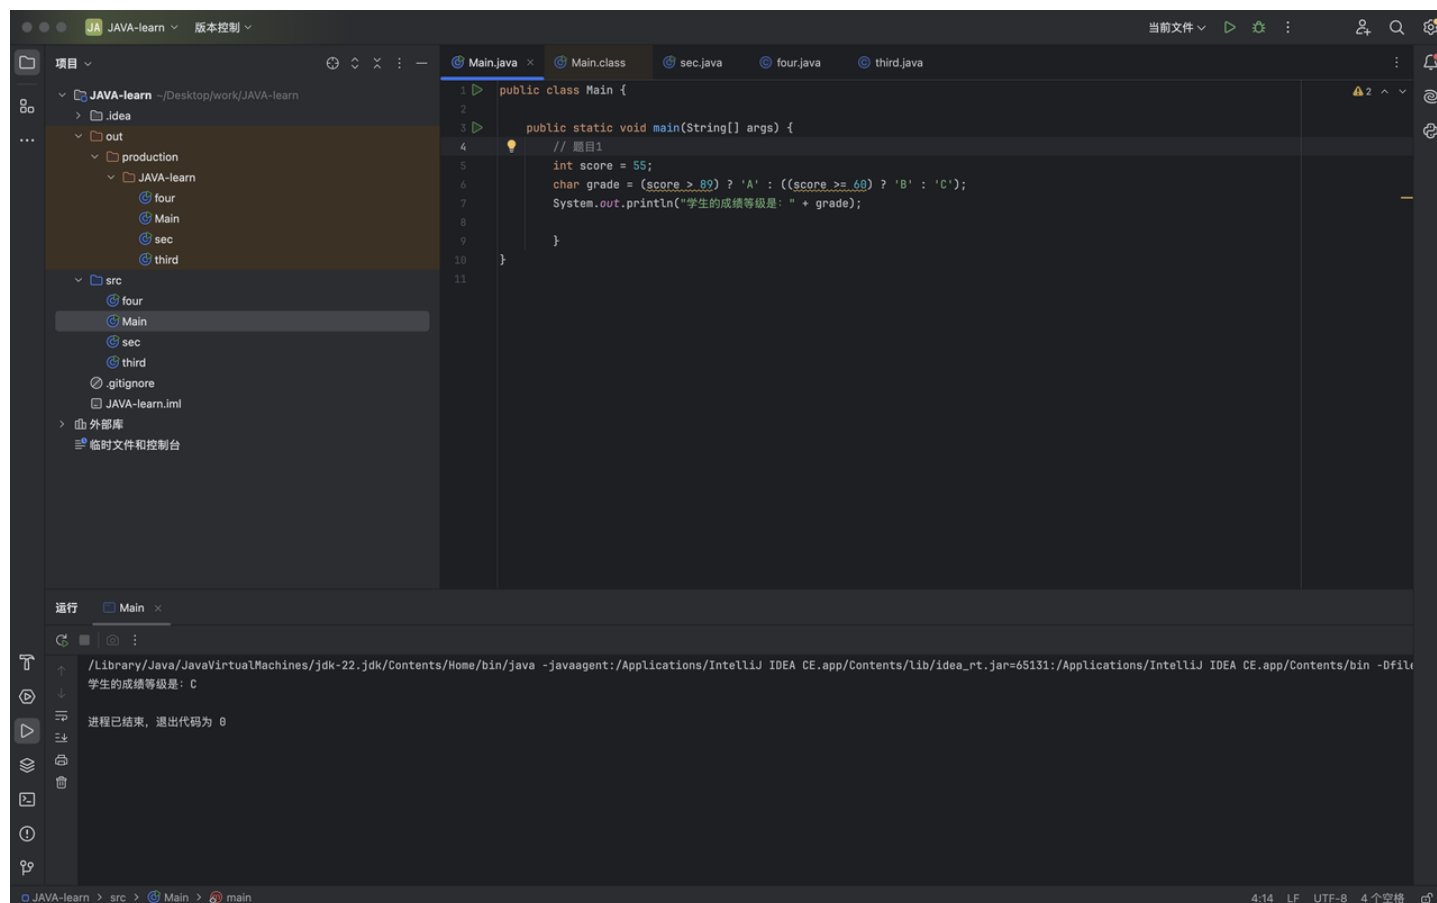 JA JAVA-learn 版本控制 当前文件
项目
JAVA-learn ~/Desktop/work/JAVA-learn
.idea
out
production
JAVA-learn
four
Main
sec
third
src
four
Main
sec
third
.gitignore
JAVA-learn.iml
外部库
临时文件和控制台
Main.java Main.class sec.java four.java third.java
2
1 public class Main {
2
3 public static void main(String[] args) {
4 // 题目1
5 int score = 55;
6 char grade = (score > 89) ? 'A' : ((score >= 60) ? 'B' : 'C');
7 System.out.println("学生的成绩等级是：" + grade);
8
9 }
10 }
11
运行 Main
/Library/Java/JavaVirtualMachines/jdk-22.jdk/Contents/Home/bin/java -javaagent:/Applications/IntelliJ IDEA CE.app/Contents/lib/idea_rt.jar=65131:/Applications/IntelliJ IDEA CE.app/Contents/bin -Dfile
学生的成绩等级是：C
进程已结束，退出代码为 0
JAVA-learn > src > Main > main 4:14 LF UTF-8 4 个空格